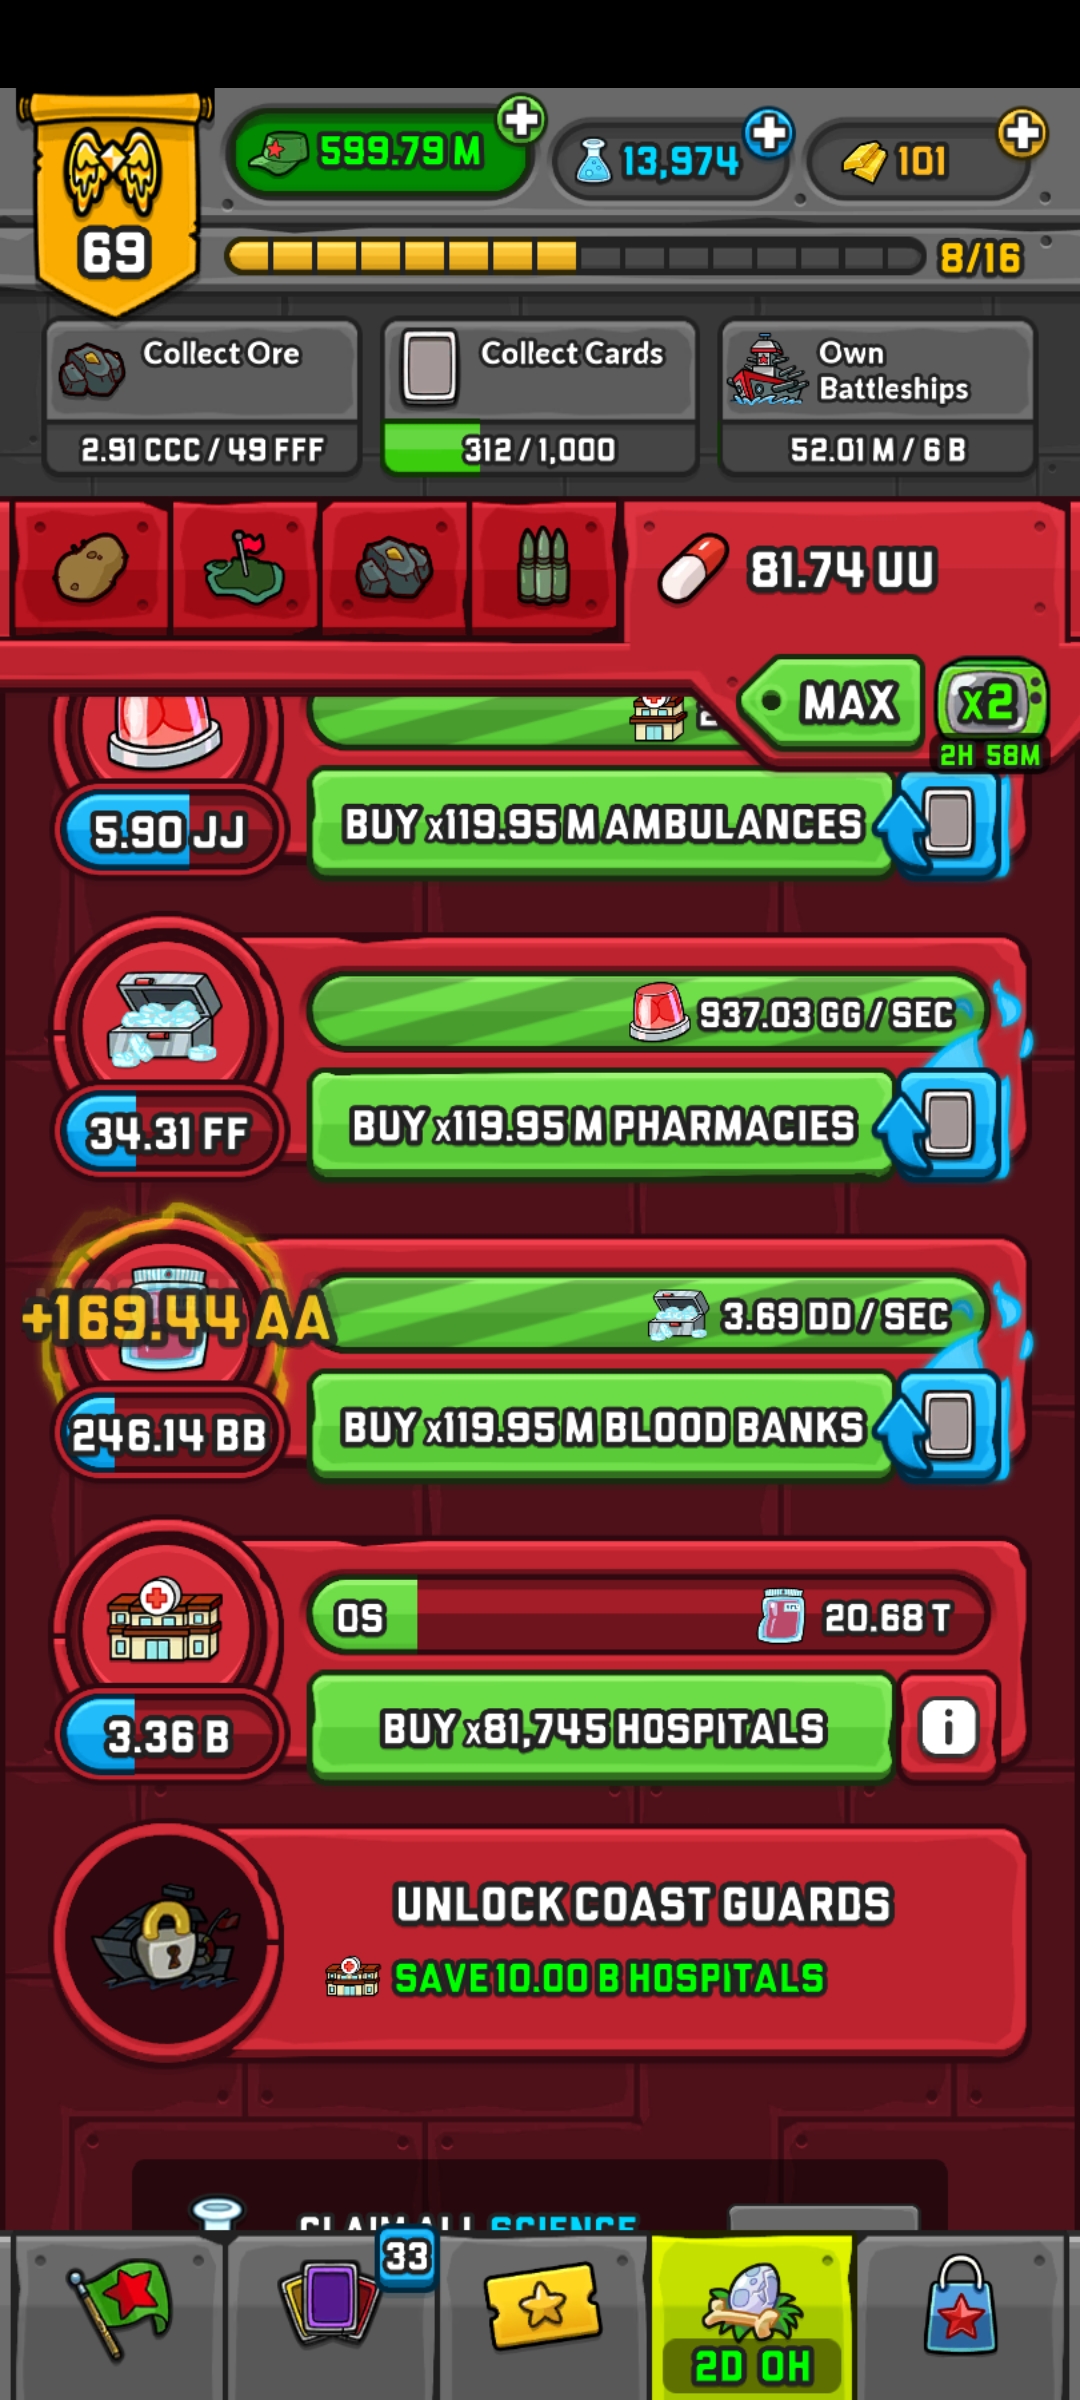 599.79 M
13,974
101
69
8/16
Collect Ore
2.91 CCC / 49 FFF
Collect Cards
312 / 1,000
Own
Battleships
52.01 M / 6 B
81.74 UU
MAX
x2
2H 58M
5.90 JJ
BUY x119.95 M AMBULANCES
937.03 GG / SEC
34.31 FF
BUY x119.95 M PHARMACIES
+169.44 AA
3.69 DD / SEC
246.14 BB
BUY x119.95 M BLOOD BANKS
0S
20.68 T
3.36 B
BUY x81,745 HOSPITALS
i
UNLOCK COAST GUARDS
SAVE 10.00 B HOSPITALS
CLAIM ALL SCIENCE
33
2D 0H